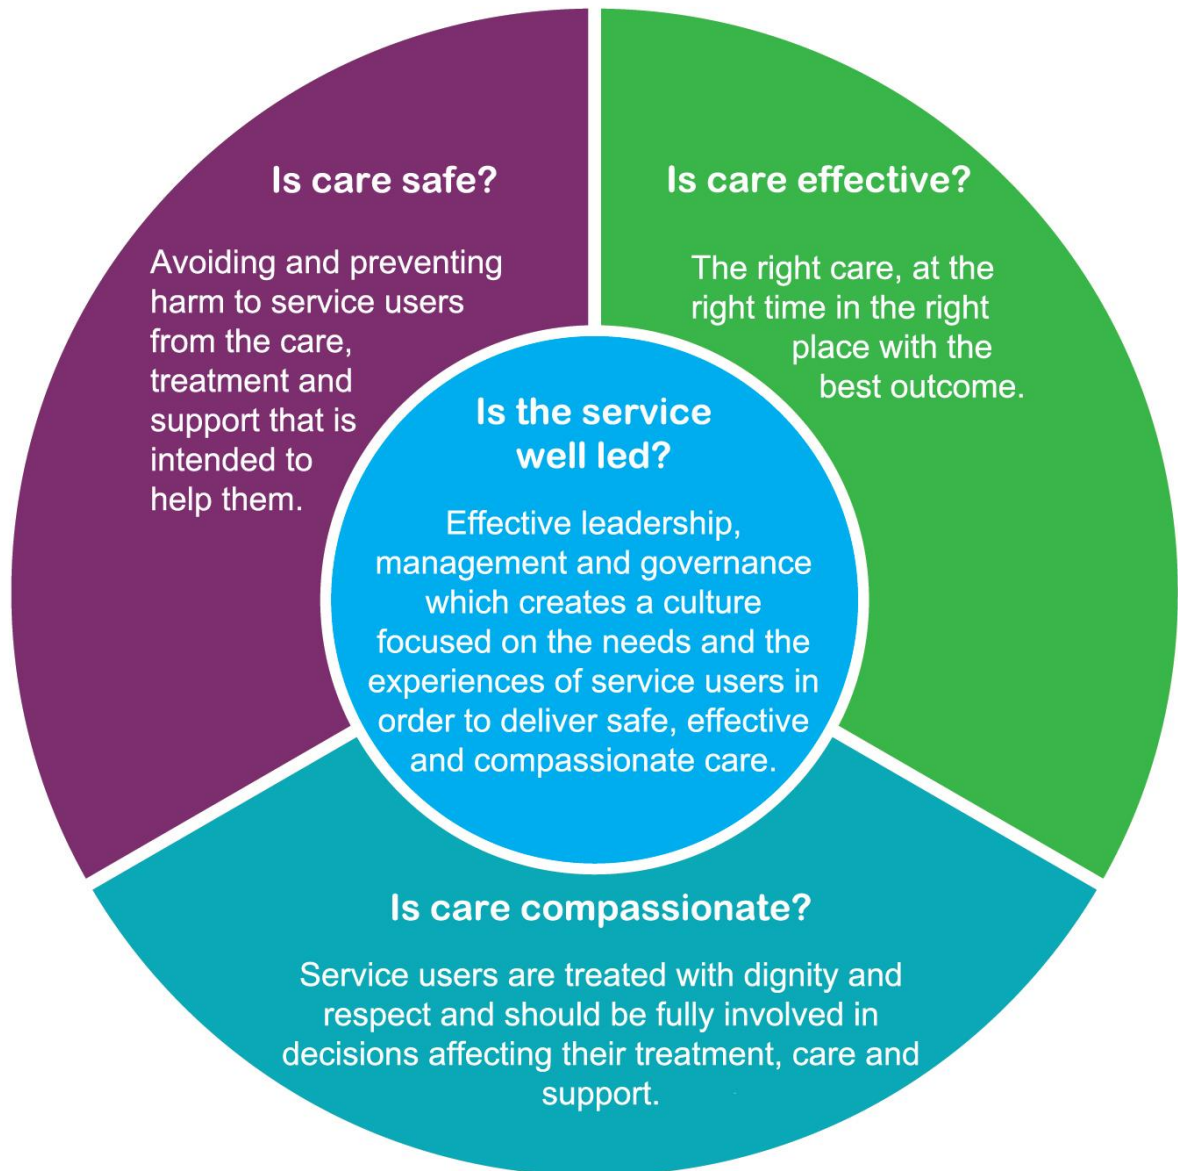 Is care safe?
Avoiding and preventing
harm to service users
from the care,
treatment and
support that is
intended to
help them.
Is care effective?
The right care, at the
right time in the right
place with the
best outcome.
Is the service
well led?
Effective leadership,
management and governance
which creates a culture
focused on the needs and the
experiences of service users in
order to deliver safe, effective
and compassionate care.
Is care compassionate?
Service users are treated with dignity and
respect and should be fully involved in
decisions affecting their treatment, care and
support.